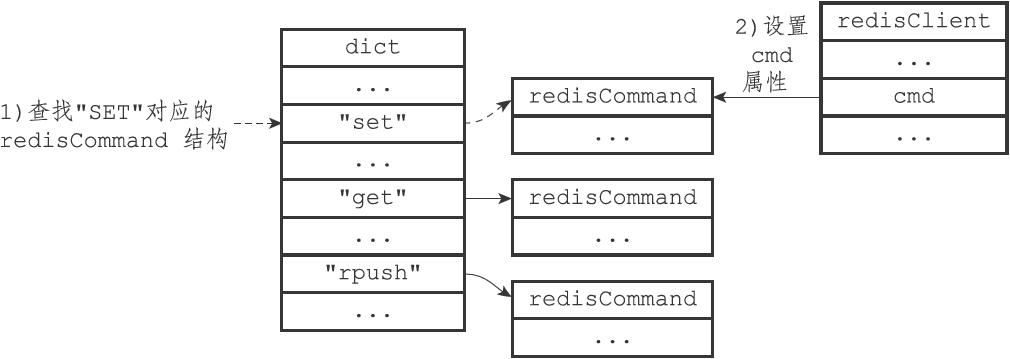 1)查找"SET"对应的
redisCommand 结构
dict
...
"set"
...
"get"
...
"rpush"
...
redisCommand
...
redisCommand
...
redisCommand
...
2)设置
cmd
属性
redisClient
...
cmd
...